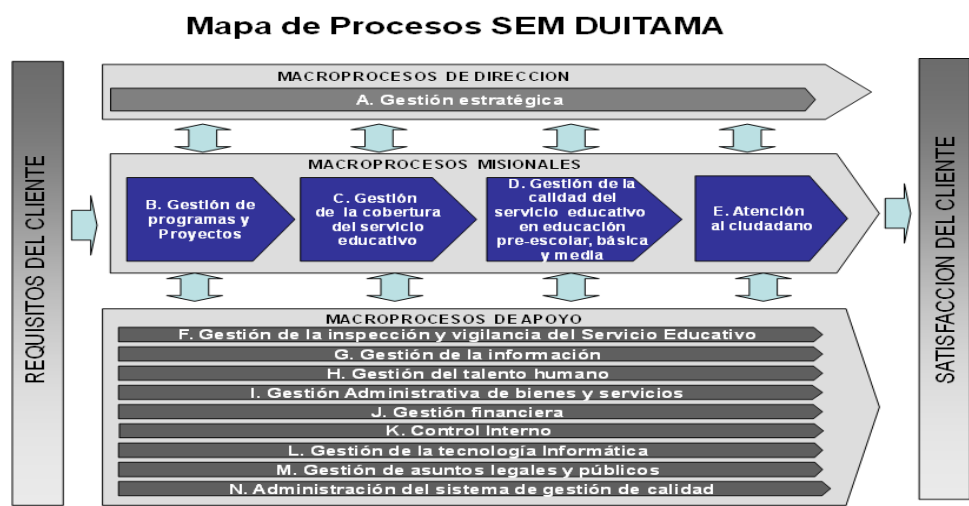 Mapa de Procesos SEM DUITAMA
REQUISITOS DEL CLIENTE
MACROPROCESOS DE DIRECCION
A. Gestión estratégica
MACROPROCESOS MISIONALES
B. Gestión de
programas y
Proyectos
C. Gestión
de la cobertura
del servicio
educativo
D. Gestión de la
calidad del
servicio educativo
en educación
pre-escolar, básica
y media
E. Atención
al ciudadano
MACROPROCESOS DE APOYO
F. Gestión de la inspección y vigilancia del Servicio Educativo
G. Gestión de la información
H. Gestión del talento humano
I. Gestión Administrativa de bienes y servicios
J. Gestión financiera
K. Control Interno
L. Gestión de la tecnología Informática
M. Gestión de asuntos legales y públicos
N. Administración del sistema de gestión de calidad
SATISFACCION DEL CLIENTE